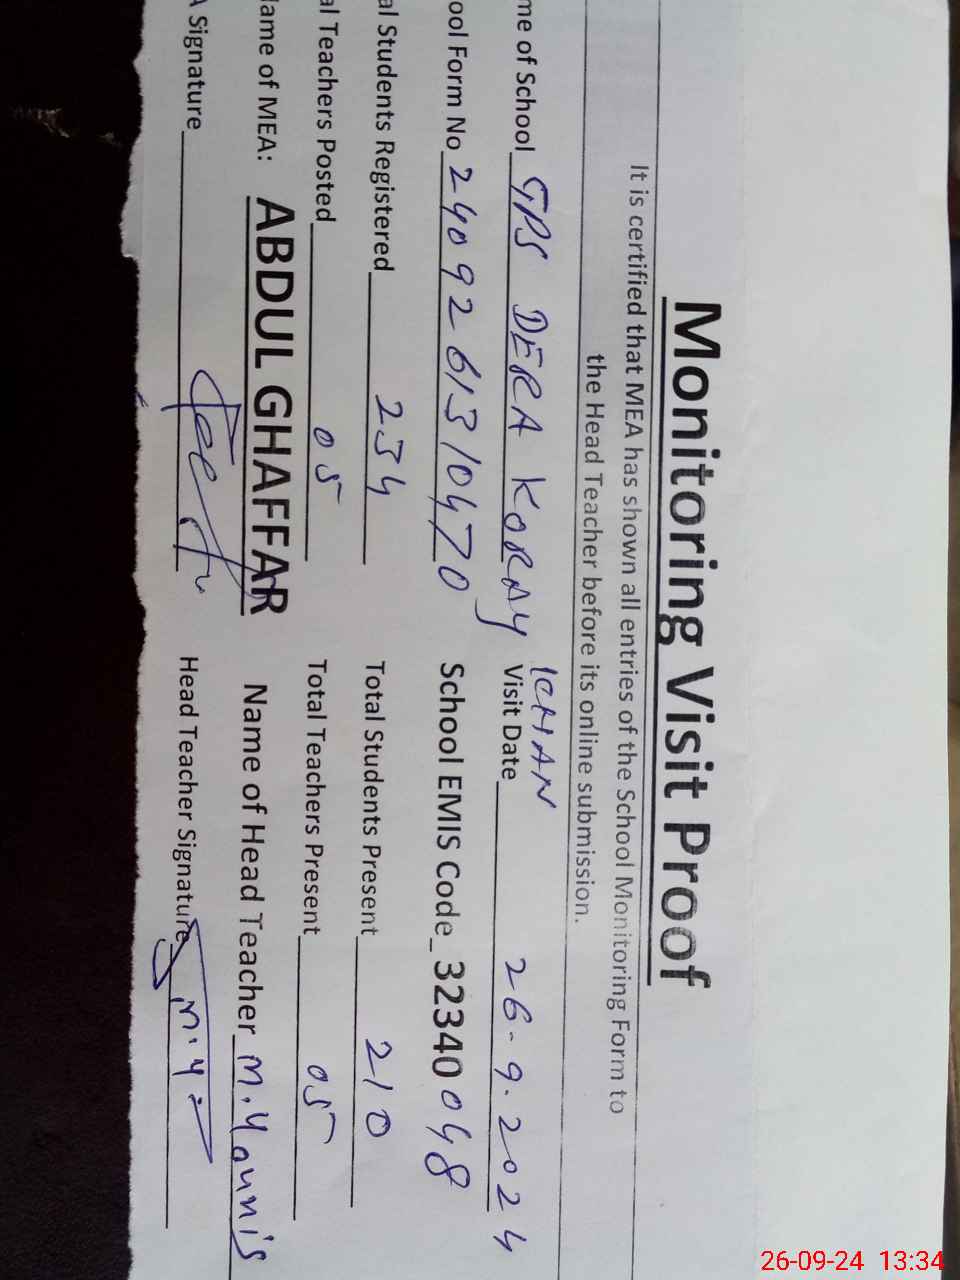 Monitoring Visit Proof
It is certified that MEA has shown all entries of the School Monitoring Form to
the Head Teacher before its online submission.
me of School GPS DERA KORAY ICHAN Visit Date 26-9-2024
ool Form No 2409261310470 School EMIS Code 32340048
al Students Registered 234 Total Students Present 210
al Teachers Posted 05 Total Teachers Present 05
ame of MEA: ABDUL GHAFFAR Name of Head Teacher M.Younis
A Signature Head Teacher Signature M.Y
26-09-24 13:34